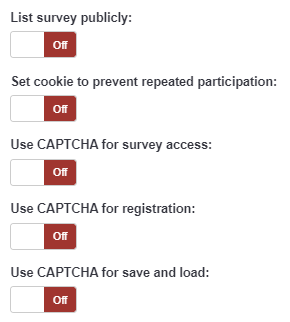 List survey publicly:
Off
Set cookie to prevent repeated participation:
Off
Use CAPTCHA for survey access:
Off
Use CAPTCHA for registration:
Off
Use CAPTCHA for save and load:
Off